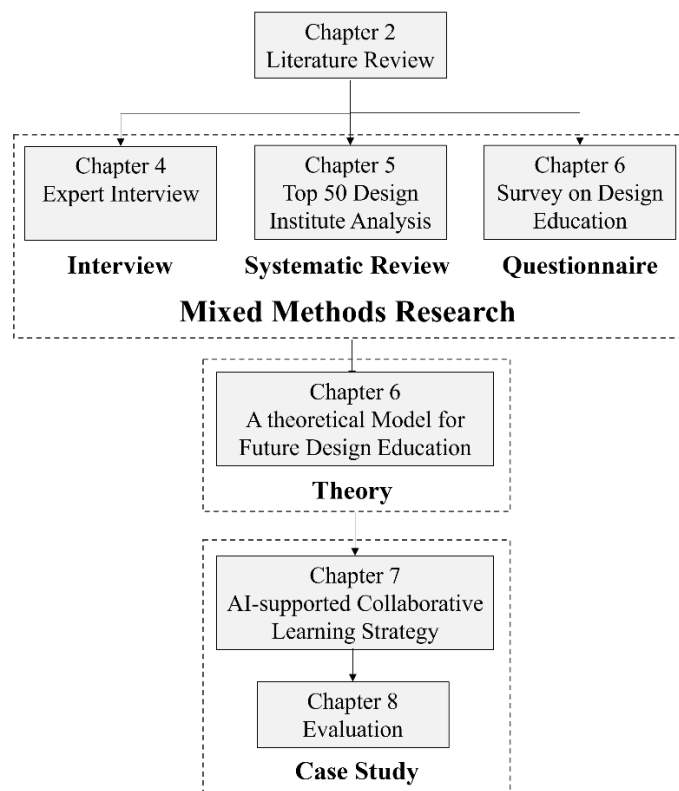 Chapter 2
Literature Review
Chapter 4
Expert Interview
Chapter 5
Top 50 Design
Institute Analysis
Chapter 6
Survey on Design
Education
Interview
Systematic Review
Questionnaire
Mixed Methods Research
Chapter 6
A theoretical Model for
Future Design Education
Theory
Chapter 7
AI-supported Collaborative
Learning Strategy
Chapter 8
Evaluation
Case Study